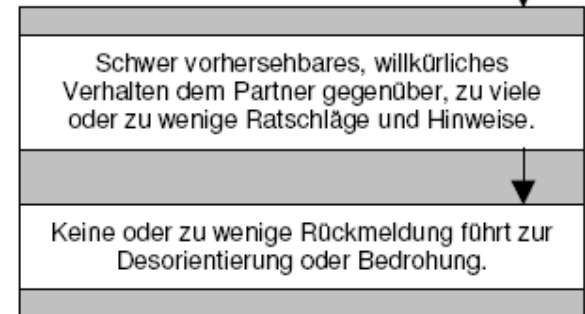 Schwer vorhersehbares, willkürliches
Verhalten dem Partner gegenüber, zu viele
oder zu wenige Ratschläge und Hinweise.
Keine oder zu wenige Rückmeldung führt zur
Desorientierung oder Bedrohung.